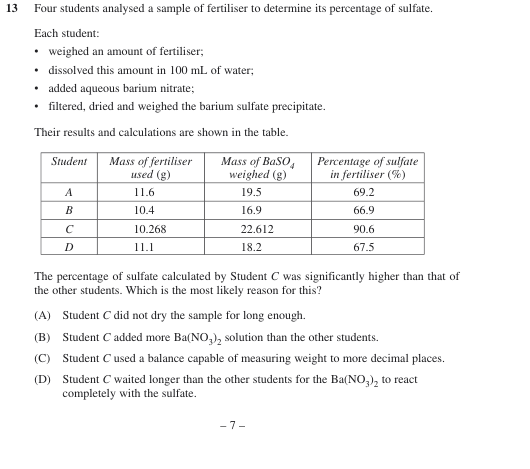 13 Four students analysed a sample of fertiliser to determine its percentage of sulfate.
Each student:
• weighed an amount of fertiliser;
• dissolved this amount in 100 mL of water;
• added aqueous barium nitrate;
• filtered, dried and weighed the barium sulfate precipitate.
Their results and calculations are shown in the table.
Student Mass of fertiliser used (g) Mass of BaSO4 weighed (g) Percentage of sulfate in fertiliser (%)
A 11.6 19.5 69.2
B 10.4 16.9 66.9
C 10.268 22.612 90.6
D 11.1 18.2 67.5
The percentage of sulfate calculated by Student C was significantly higher than that of
the other students. Which is the most likely reason for this?
(A) Student C did not dry the sample for long enough.
(B) Student C added more Ba(NO3)2 solution than the other students.
(C) Student C used a balance capable of measuring weight to more decimal places.
(D) Student C waited longer than the other students for the Ba(NO3)2 to react
completely with the sulfate.
– 7 –